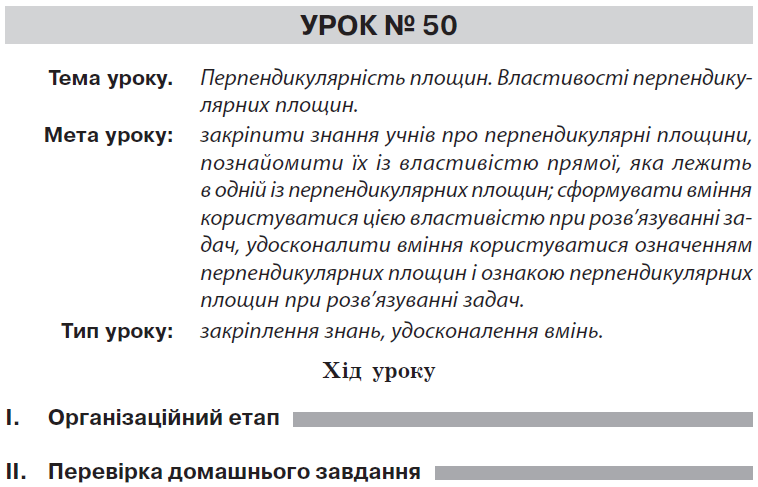 УРОК № 50
Тема уроку. Перпендикулярність площин. Властивості перпендику-
лярних площин.
Мета уроку: закріпити знання учнів про перпендикулярні площини,
познайомити їх із властивістю прямої, яка лежить
в одній із перпендикулярних площин; сформувати вміння
користуватися цією властивістю при розв’язуванні за-
дач, удосконалити вміння користуватися означенням
перпендикулярних площин і ознакою перпендикулярних
площин при розв’язуванні задач.
Тип уроку: закріплення знань, удосконалення вмінь.
Хід уроку
I. Організаційний етап
II. Перевірка домашнього завдання